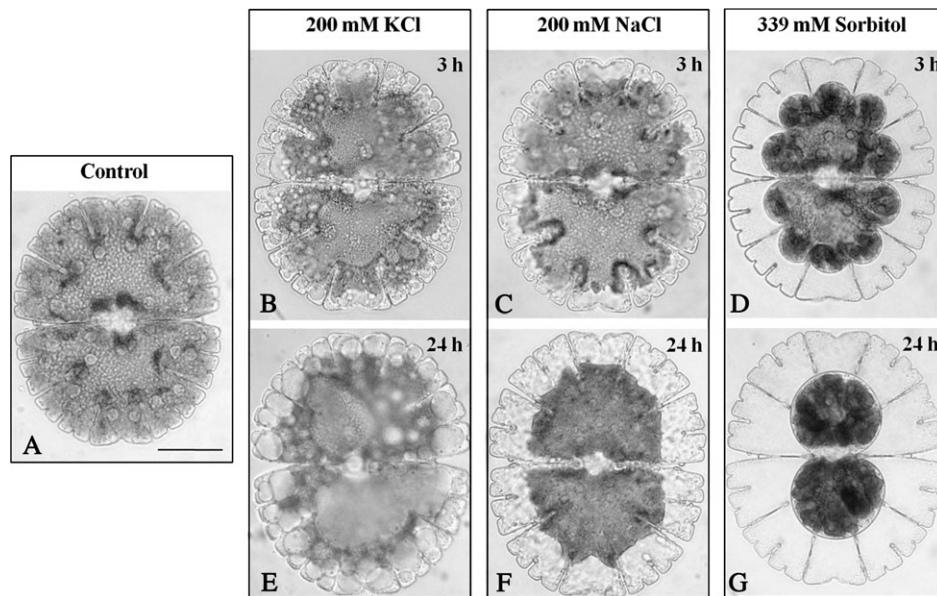 200 mM KCl
200 mM NaCl
339 mM Sorbitol
3 h
3 h
3 h
Control
B
C
D
24 h
24 h
24 h
A
E
F
G